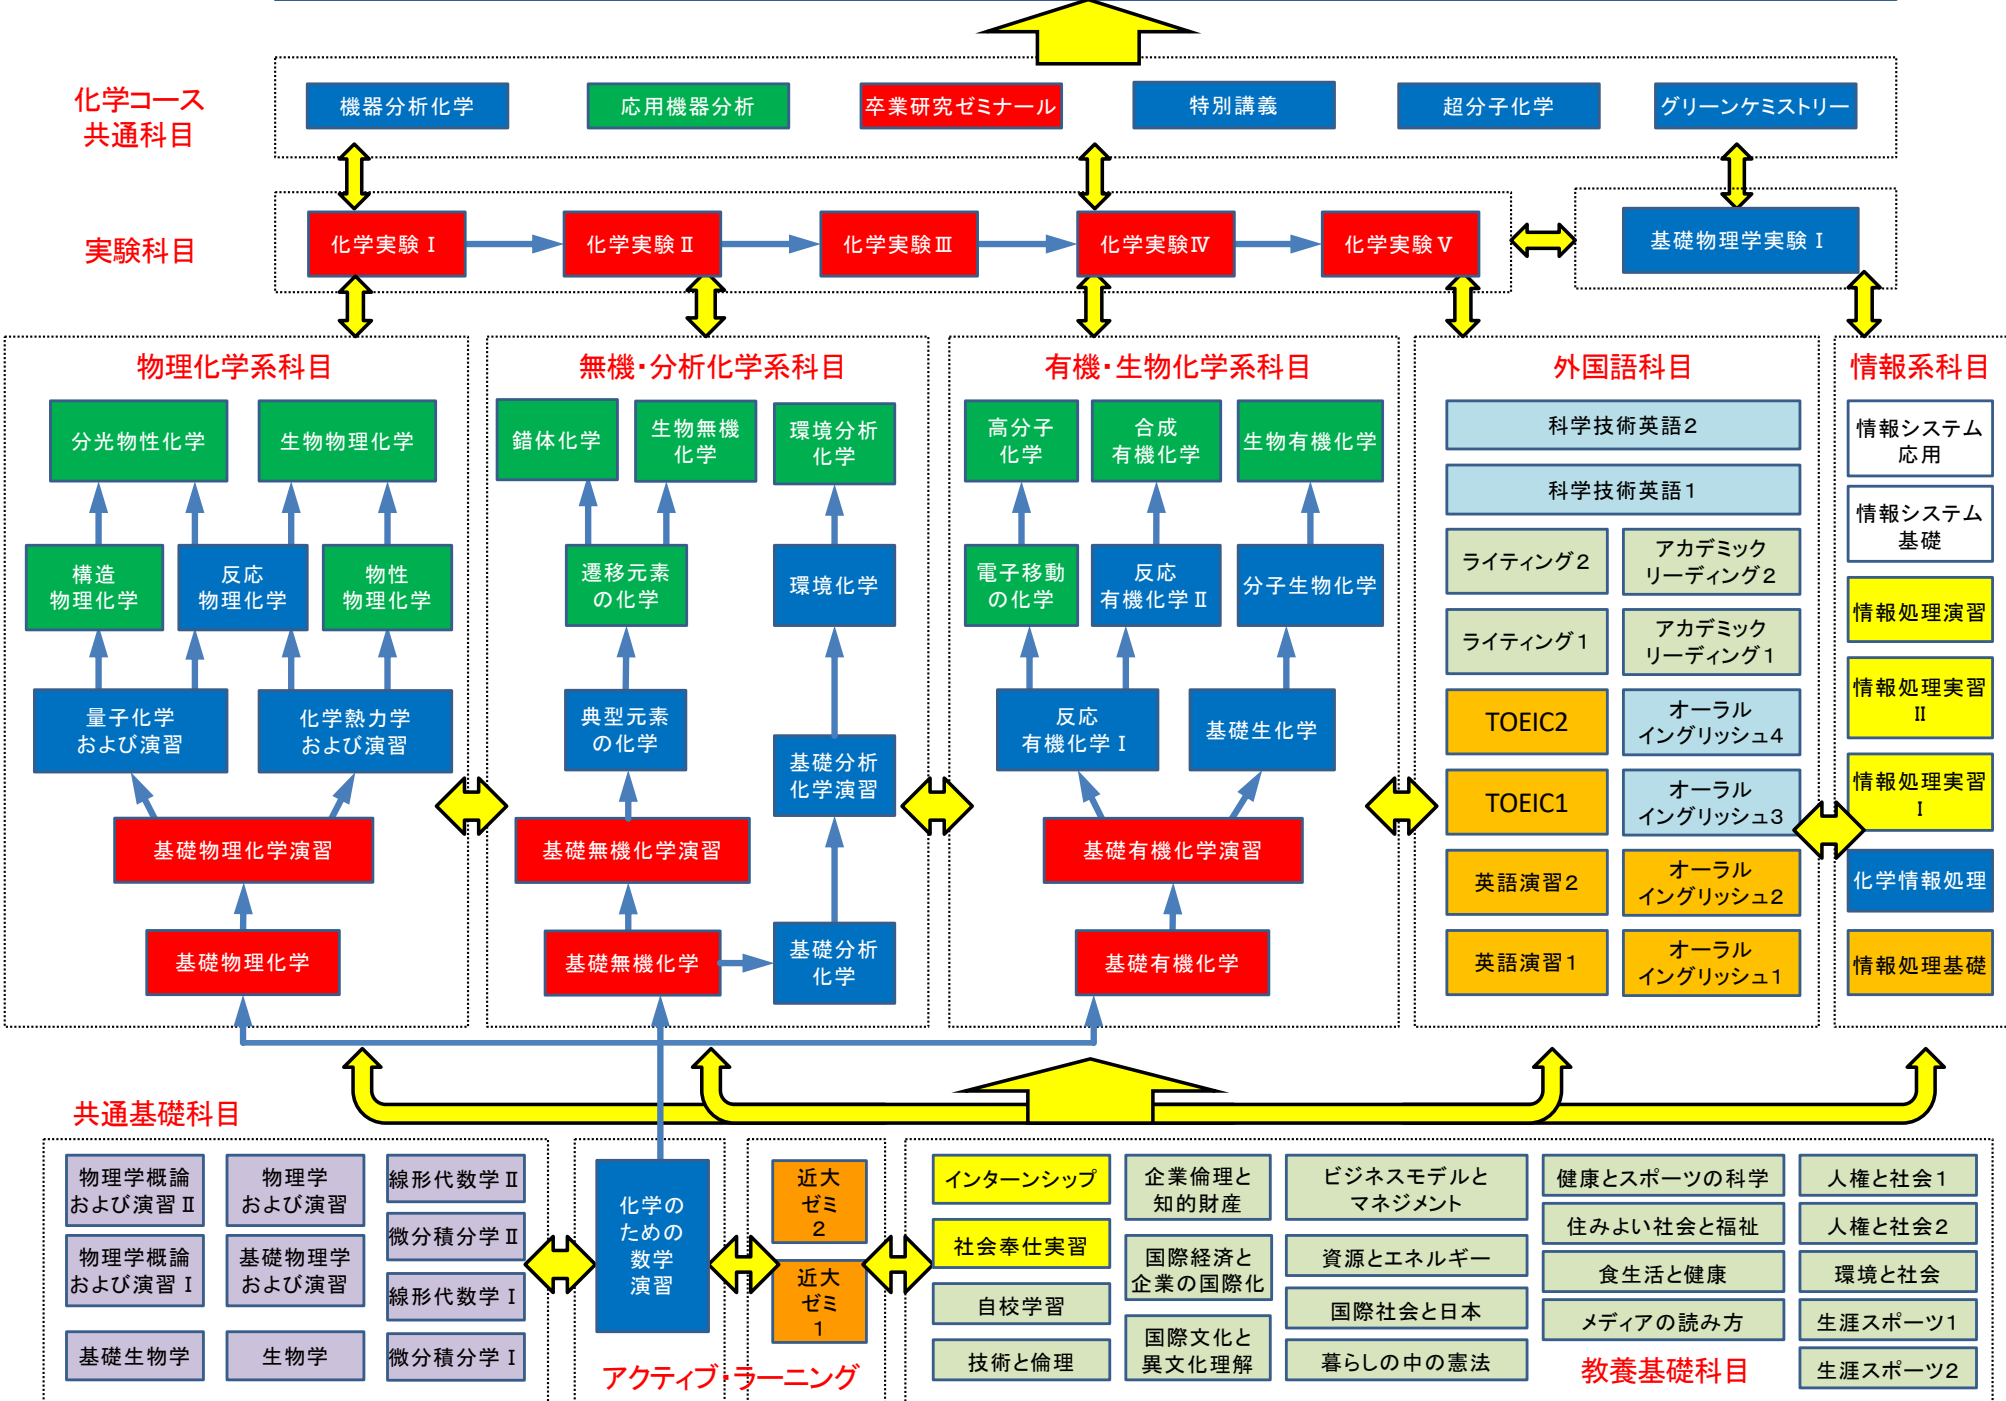 化学コース
共通科目
機器分析化学
応用機器分析
卒業研究ゼミナール
特別講義
超分子化学
グリーンケミストリー
実験科目
化学実験Ⅰ
化学実験Ⅱ
化学実験Ⅲ
化学実験Ⅳ
化学実験Ⅴ
基礎物理学実験Ⅰ
物理化学系科目
分光物性化学
生物物理化学
構造
物理化学
反応
物理化学
物性
物理化学
量子化学
および演習
化学熱力学
および演習
基礎物理化学演習
基礎物理化学
無機・分析化学系科目
錯体化学
生物無機
化学
環境分析
化学
遷移元素
の化学
環境化学
典型元素
の化学
基礎分析
化学演習
基礎無機化学演習
基礎無機化学
基礎分析
化学
有機・生物化学系科目
高分子
化学
合成
有機化学
生物有機化学
電子移動
の化学
反応
有機化学Ⅱ
分子生物化学
反応
有機化学Ⅰ
基礎生化学
基礎有機化学演習
基礎有機化学
外国語科目
科学技術英語2
科学技術英語1
ライティング2
アカデミック
リーディング2
ライティング1
アカデミック
リーディング1
TOEIC2
オーラル
イングリッシュ4
TOEIC1
オーラル
イングリッシュ3
英語演習2
オーラル
イングリッシュ2
英語演習1
オーラル
イングリッシュ1
情報系科目
情報システム
応用
情報システム
基礎
情報処理演習
情報処理実習
Ⅱ
情報処理実習
Ⅰ
化学情報処理
情報処理基礎
共通基礎科目
物理学概論
および演習Ⅱ
物理学
および演習
線形代数学Ⅱ
微分積分学Ⅱ
物理学概論
および演習Ⅰ
基礎物理学
および演習
線形代数学Ⅰ
基礎生物学
生物学
微分積分学Ⅰ
化学の
ための
数学
演習
近大
ゼミ
2
近大
ゼミ
1
アクティブ・ラーニング
インターンシップ
社会奉仕実習
自校学習
技術と倫理
企業倫理と
知的財産
国際経済と
企業の国際化
国際文化と
異文化理解
ビジネスモデルと
マネジメント
資源とエネルギー
国際社会と日本
暮らしの中の憲法
健康とスポーツの科学
住みよい社会と福祉
食生活と健康
メディアの読み方
教養基礎科目
人権と社会1
人権と社会2
環境と社会
生涯スポーツ1
生涯スポーツ2